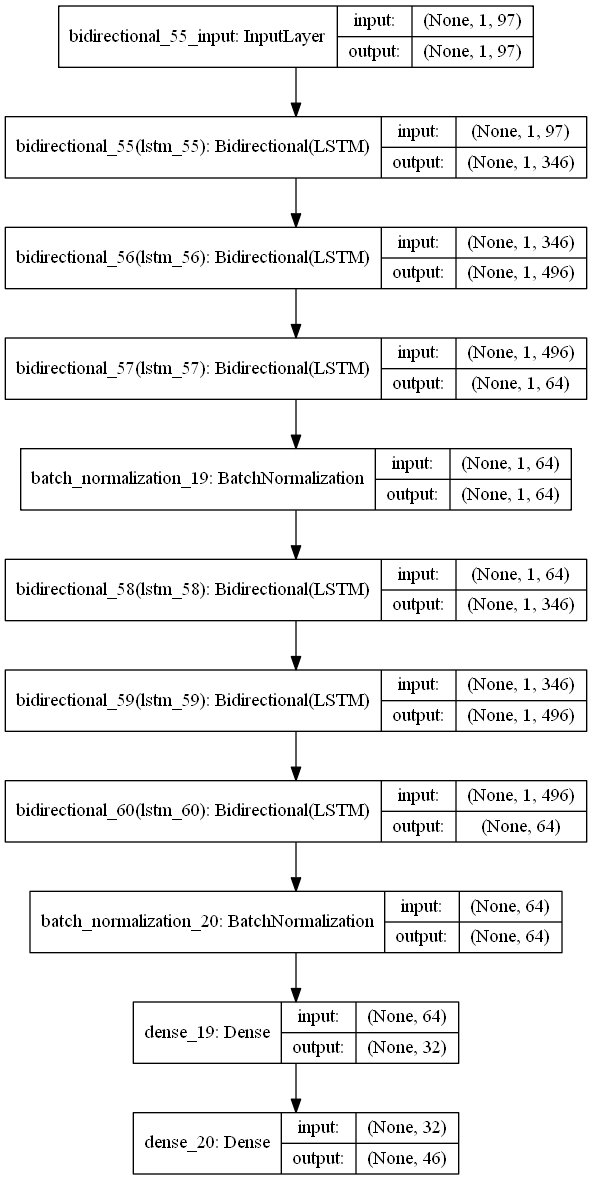 bidirectional_55_input: InputLayer
input: (None, 1, 97)
output: (None, 1, 97)
bidirectional_55(lstm_55): Bidirectional(LSTM)
input: (None, 1, 97)
output: (None, 1, 346)
bidirectional_56(lstm_56): Bidirectional(LSTM)
input: (None, 1, 346)
output: (None, 1, 496)
bidirectional_57(lstm_57): Bidirectional(LSTM)
input: (None, 1, 496)
output: (None, 1, 64)
batch_normalization_19: BatchNormalization
input: (None, 1, 64)
output: (None, 1, 64)
bidirectional_58(lstm_58): Bidirectional(LSTM)
input: (None, 1, 64)
output: (None, 1, 346)
bidirectional_59(lstm_59): Bidirectional(LSTM)
input: (None, 1, 346)
output: (None, 1, 496)
bidirectional_60(lstm_60): Bidirectional(LSTM)
input: (None, 1, 496)
output: (None, 64)
batch_normalization_20: BatchNormalization
input: (None, 64)
output: (None, 64)
dense_19: Dense
input: (None, 64)
output: (None, 32)
dense_20: Dense
input: (None, 32)
output: (None, 46)